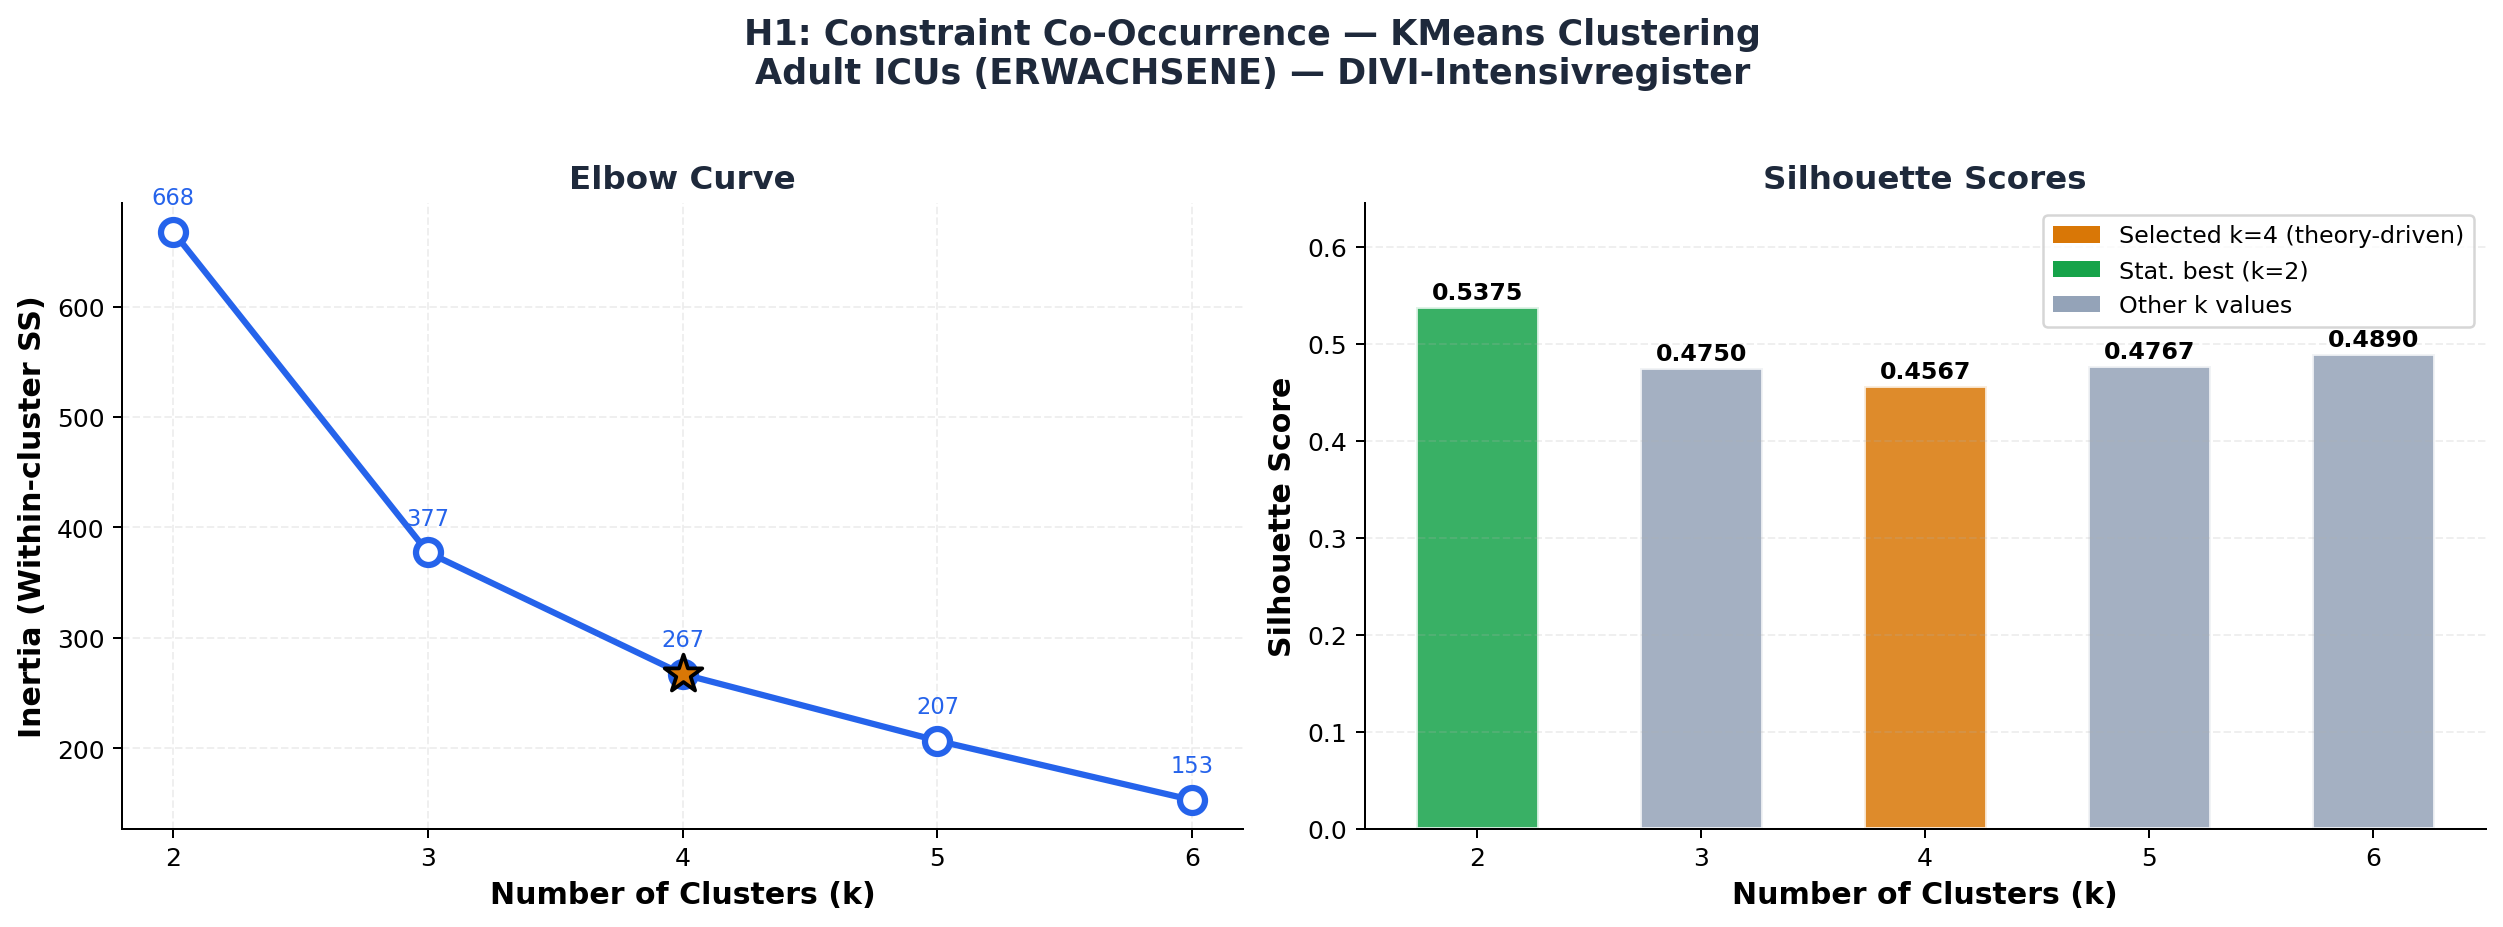 H1: Constraint Co-Occurrence — KMeans Clustering
Adult ICUs (ERWACHSENE) — DIVI-Intensivregister
Elbow Curve
668
377
267
207
153
600
500
400
300
200
Inertia (Within-cluster SS)
2 3 4 5 6
Number of Clusters (k)
Silhouette Scores
Selected k=4 (theory-driven)
Stat. best (k=2)
Other k values
0.5375
0.4750
0.4567
0.4767
0.4890
0.6
0.5
0.4
0.3
0.2
0.1
0.0
Silhouette Score
2 3 4 5 6
Number of Clusters (k)